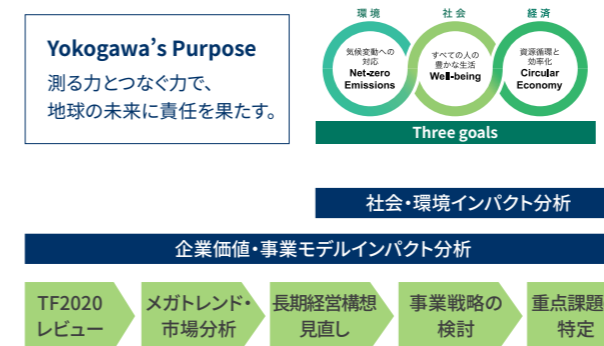 Yokogawa’s Purpose
測る力とつなぐ力で、
地球の未来に責任を果たす。
環 境
社 会
経 済
気候変動への
対応
Net-zero
Emissions
すべての人の
豊かな生活
Well-being
資源循環と
効率化
Circular
Economy
Three goals
社会・環境インパクト分析
企業価値・事業モデルインパクト分析
TF2020
レビュー
メガトレンド・
市場分析
長期経営構想
見直し
事業戦略の
検討
重点課題
特定